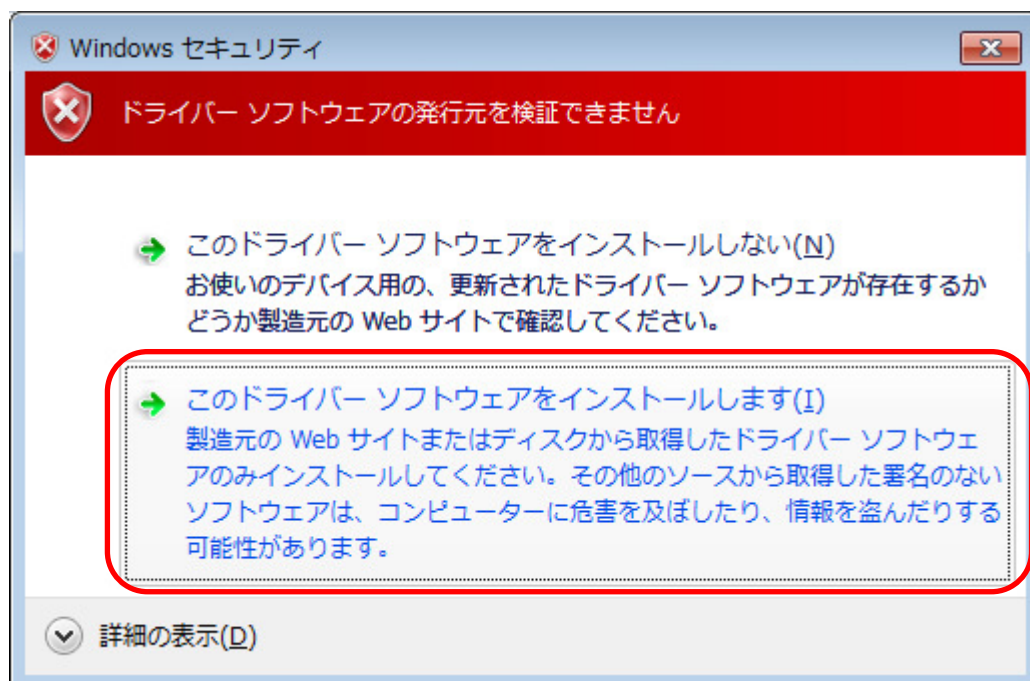 Windows セキュリティ
ドライバー ソフトウェアの発行元を検証できません
このドライバー ソフトウェアをインストールしない(N)
お使いのデバイス用の、更新されたドライバー ソフトウェアが存在するか
どうか製造元の Web サイトで確認してください。
このドライバー ソフトウェアをインストールします(I)
製造元の Web サイトまたはディスクから取得したドライバー ソフトウェ
アのみインストールしてください。その他のソースから取得した署名のない
ソフトウェアは、コンピューターに危害を及ぼしたり、情報を盗んだりする
可能性があります。
詳細の表示(D)